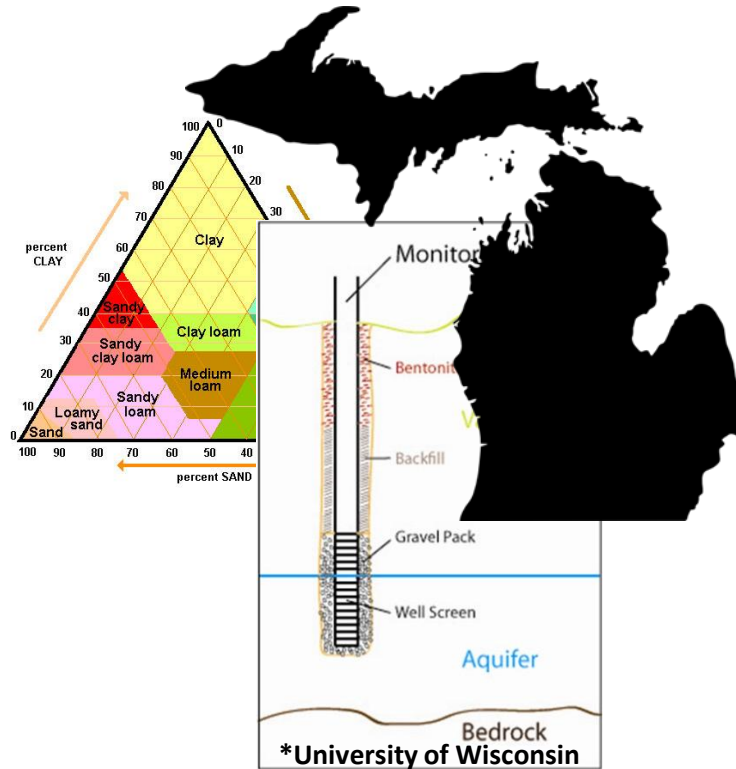 100
0
90
10
80
20
70
30
percent
CLAY
60
Clay
50
40
Sandy
clay
Clay loam
30
Sandy
clay loam
20
Medium
loam
10
Sandy
loam
Loamy
sand
0
Sand
100
90
80
70
60
50
40
percent SAND
Monitor
Bentonit
Backfill
Gravel Pack
Well Screen
Aquifer
Bedrock
*University of Wisconsin